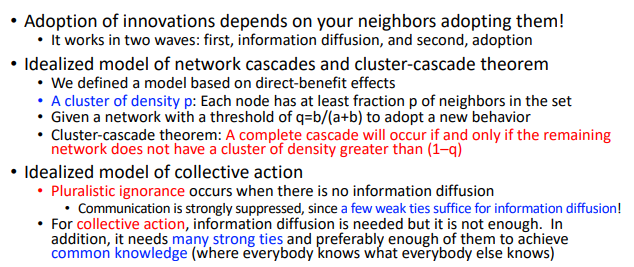 • Adoption of innovations depends on your neighbors adopting them!
• It works in two waves: first, information diffusion, and second, adoption
• Idealized model of network cascades and cluster-cascade theorem
• We defined a model based on direct-benefit effects
• A cluster of density p: Each node has at least fraction p of neighbors in the set
• Given a network with a threshold of q=b/(a+b) to adopt a new behavior
• Cluster-cascade theorem: A complete cascade will occur if and only if the remaining
network does not have a cluster of density greater than (1–q)
• Idealized model of collective action
• Pluralistic ignorance occurs when there is no information diffusion
• Communication is strongly suppressed, since a few weak ties suffice for information diffusion!
• For collective action, information diffusion is needed but it is not enough. In
addition, it needs many strong ties and preferably enough of them to achieve
common knowledge (where everybody knows what everybody else knows)